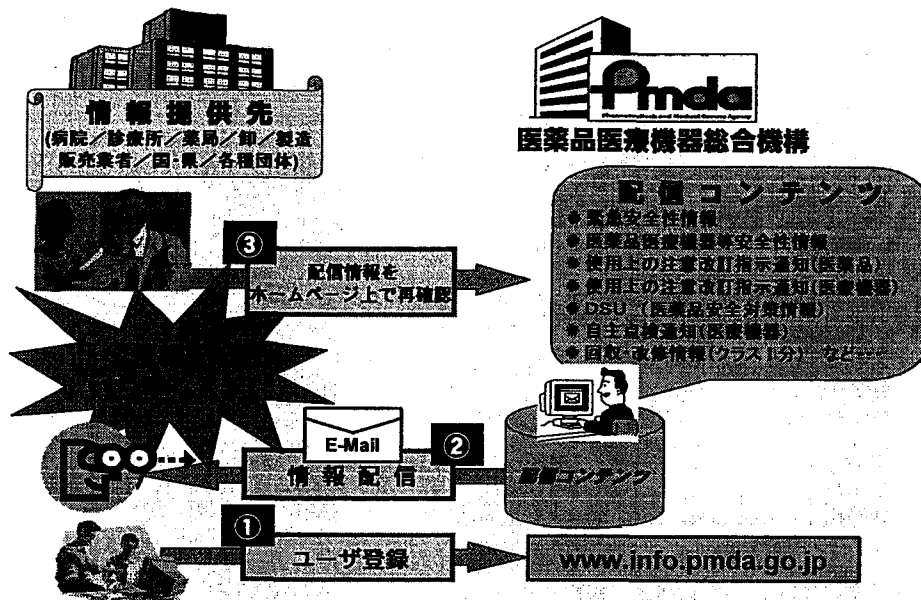 情報提供先
(病院／診療所／薬局／卸／製造
販売業者／国・県／各種団体)
Pmda
Pharmaceuticals and Medical Devices Agency
医薬品医療機器総合機構
配信コンテンツ
● 緊急安全性情報
● 医薬品医療機器等安全性情報
● 使用上の注意改訂指示通知(医薬品)
● 使用上の注意改訂指示通知(医療機器)
● DSU (医薬品安全対策情報)
● 自主点検通知(医療機器)
● 回収・改修情報(クラスⅠ分) など…
③
配信情報を
ホームページ上で再確認
E-Mail
②
情報配信
配信コンテンツ
①
ユーザ登録
www.info.pmda.go.jp